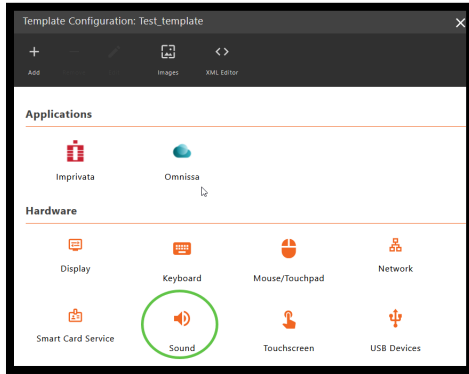 Template Configuration: Test_template
Add
Images
XML Editor
Applications
Imprivata
Omnissa
Hardware
Display
Keyboard
Mouse/Touchpad
Network
Smart Card Service
Sound
Touchscreen
USB Devices